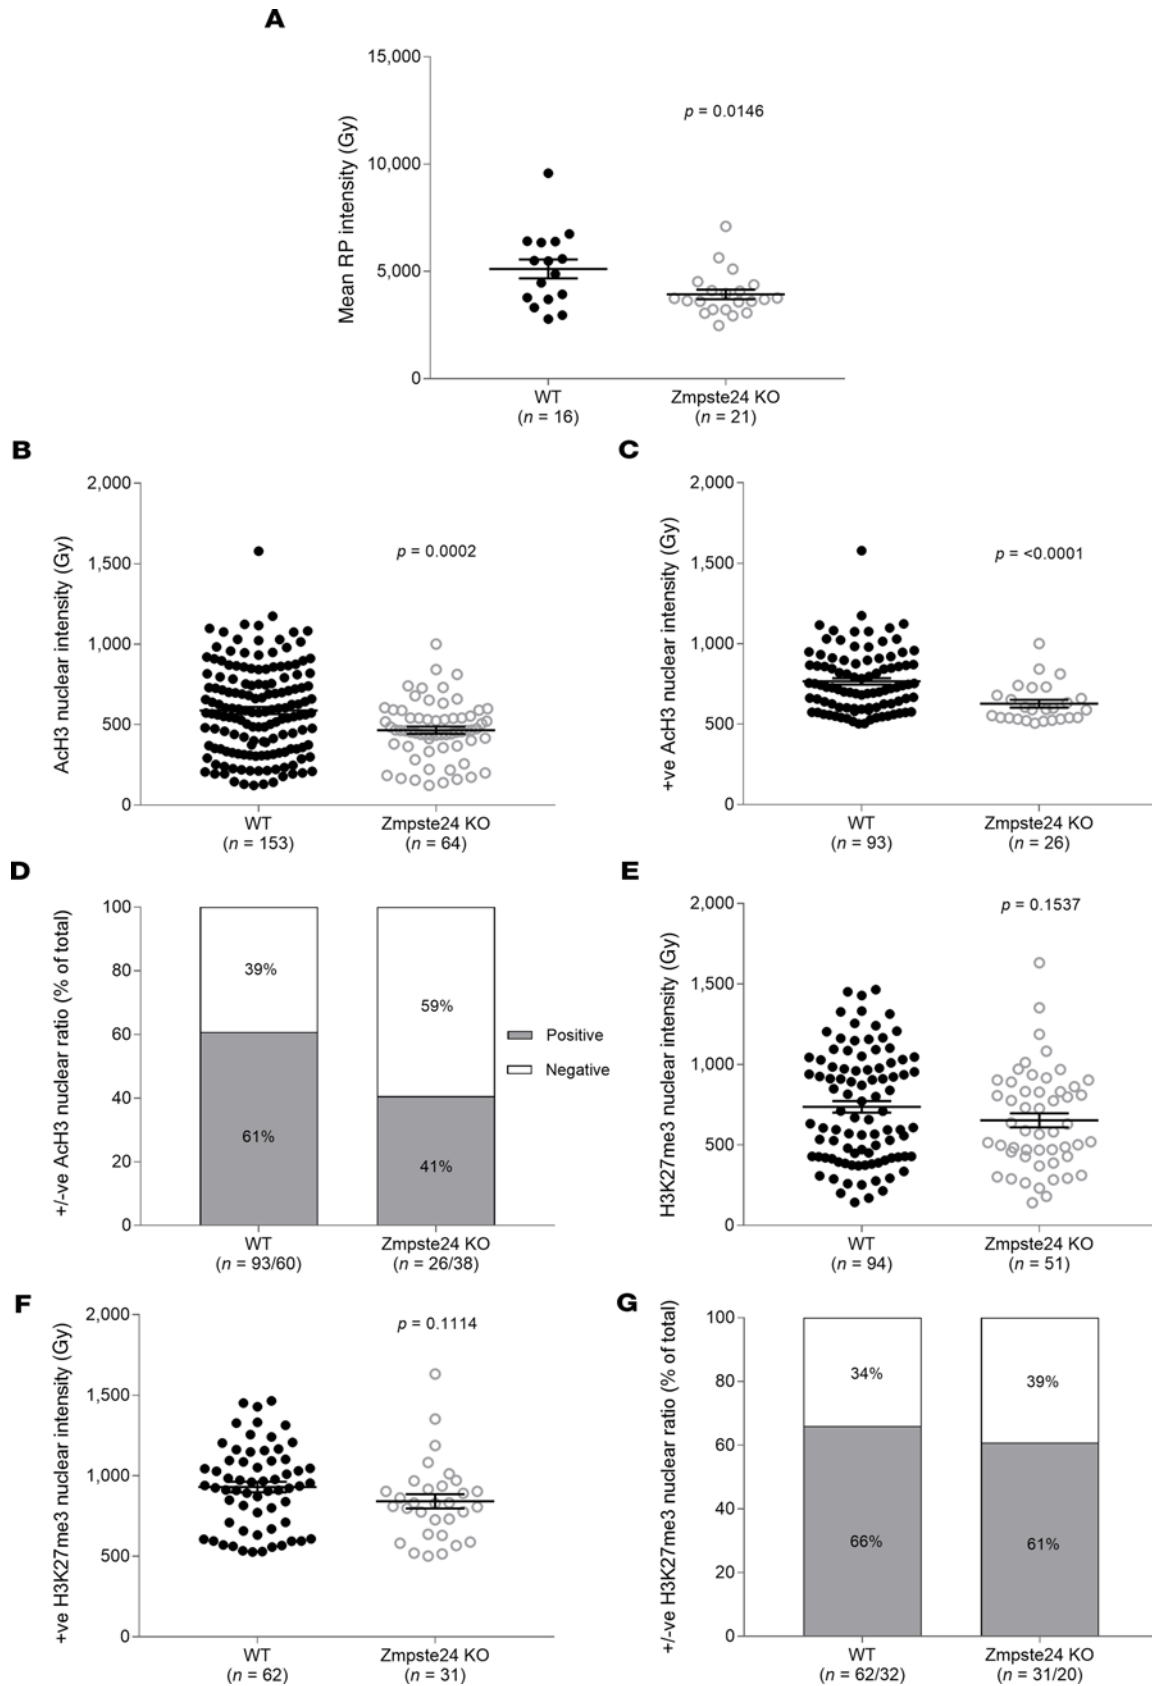 A
Mean RP intensity (Gy)
15,000
10,000
5,000
0
p = 0.0146
WT
(n = 16)
Zmpste24 KO
(n = 21)
B
AcH3 nuclear intensity (Gy)
2,000
1,500
1,000
500
0
p = 0.0002
WT
(n = 153)
Zmpste24 KO
(n = 64)
C
+ve AcH3 nuclear intensity (Gy)
2,000
1,500
1,000
500
0
p = <0.0001
WT
(n = 93)
Zmpste24 KO
(n = 26)
D
+/-ve AcH3 nuclear ratio (% of total)
100
80
60
40
20
0
39%
61%
59%
41%
Positive
Negative
WT
(n = 93/60)
Zmpste24 KO
(n = 26/38)
E
H3K27me3 nuclear intensity (Gy)
2,000
1,500
1,000
500
0
p = 0.1537
WT
(n = 94)
Zmpste24 KO
(n = 51)
F
+ve H3K27me3 nuclear intensity (Gy)
2,000
1,500
1,000
500
0
p = 0.1114
WT
(n = 62)
Zmpste24 KO
(n = 31)
G
+/-ve H3K27me3 nuclear ratio (% of total)
100
80
60
40
20
0
34%
66%
39%
61%
WT
(n = 62/32)
Zmpste24 KO
(n = 31/20)